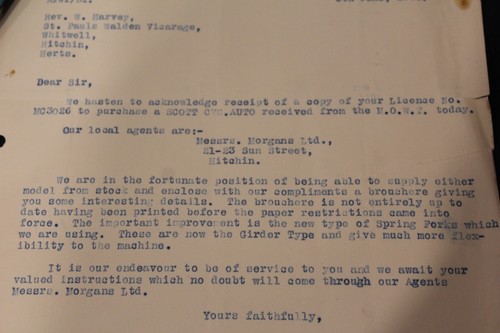 Rev. W. Harvey,
St. Pauls Walden Vicarage,
Whitwell,
Hitchin,
Herts.
Dear Sir,
We hasten to acknowledge receipt of a copy of your Licence No.
MC3026 to purchase a SCOTT CYC.AUTO received from the M.O.W.T. today.
Our local agents are:-
Messrs. Morgans Ltd.,
21-23 Sun Street,
Hitchin.
We are in the fortunate position of being able to supply either
model from stock and enclose with our compliments a brouchere giving
you some interesting details. The brouchere is not entirely up to
date having been printed before the paper restrictions came into
force. The important improvement is the new type of Spring Forks which
we are using. These are now the Girder Type and give much more flex-
ibility to the machine.
It is our endeavour to be of service to you and we await your
valued instructions which no doubt will come through our Agents
Messrs. Morgans Ltd.
Yours faithfully,